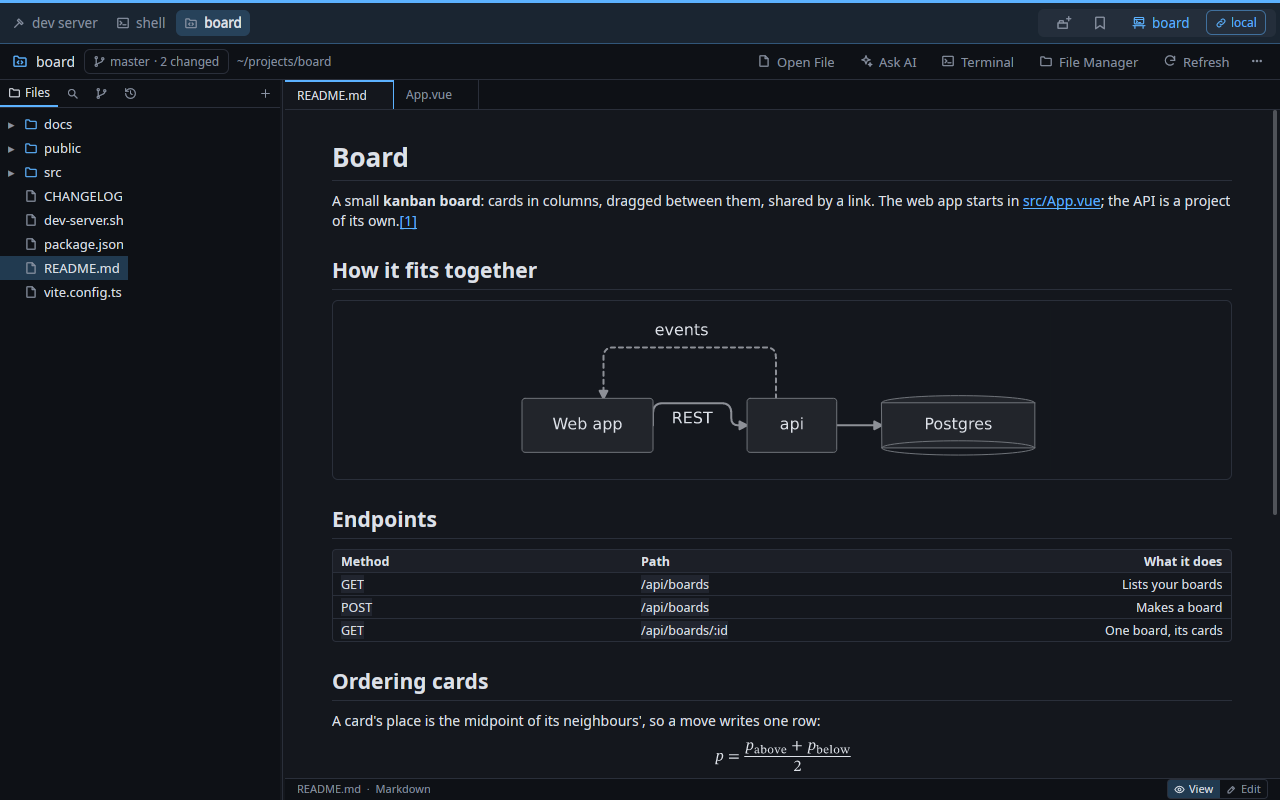 dev server shell board board local
board master · 2 changed ~/projects/board Open File Ask AI Terminal File Manager Refresh ···
Files
README.md App.vue
docs
public
src
CHANGELOG
dev-server.sh
package.json
README.md
vite.config.ts
Board
A small kanban board: cards in columns, dragged between them, shared by a link. The web app starts in src/App.vue; the API is a project
of its own.[1]
How it fits together
events
Web app REST api Postgres
Endpoints
Method Path What it does
GET /api/boards Lists your boards
POST /api/boards Makes a board
GET /api/boards/:id One board, its cards
Ordering cards
A card's place is the midpoint of its neighbours', so a move writes one row:
p = (p_above + p_below) / 2
README.md · Markdown View Edit